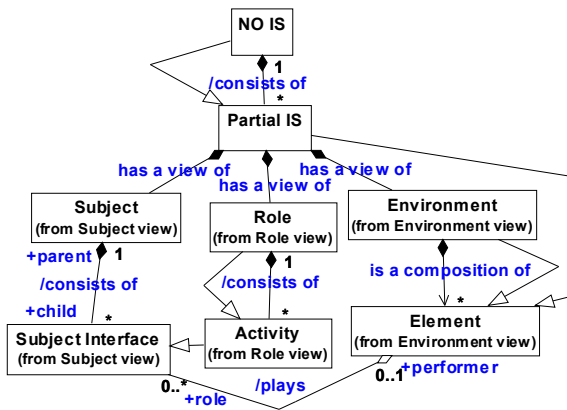 NO IS
1
/consists of
*
Partial IS
has a view of
has a view of
has a view of
Subject
(from Subject view)
Role
(from Role view)
Environment
(from Environment view)
+parent
1
1
/consists of
/consists of
is a composition of
+child
*
*
*
Subject Interface
(from Subject view)
Activity
(from Role view)
Element
(from Environment view)
0..*
+role
/plays
0..1
+performer